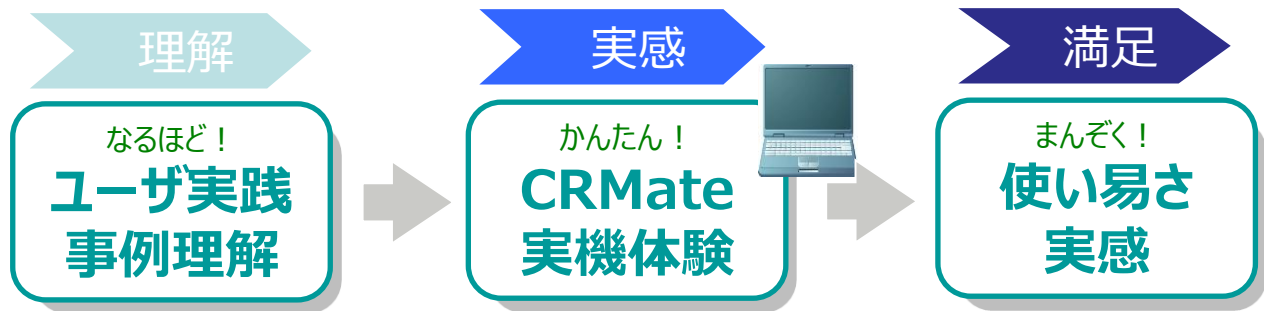 理解
なるほど！
ユーザ実践
事例理解
実感
かんたん！
CRMate
実機体験
満足
まんぞく！
使い易さ
実感